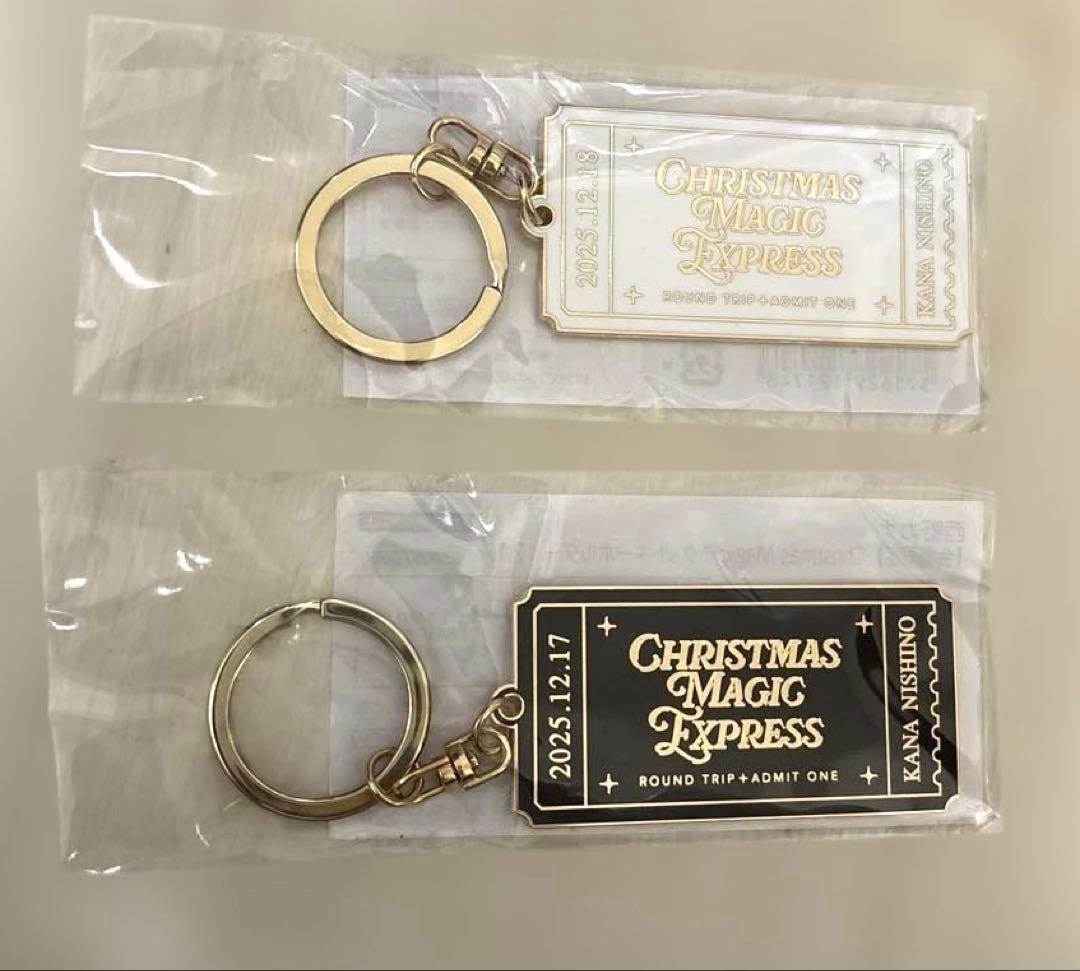 2025.12.18
CHRISTMAS
MAGIC
EXPRESS
ROUND TRIP+ADMIT ONE
KANA NISHINO
2025.12.17
CHRISTMAS
MAGIC
EXPRESS
ROUND TRIP+ADMIT ONE
KANA NISHINO